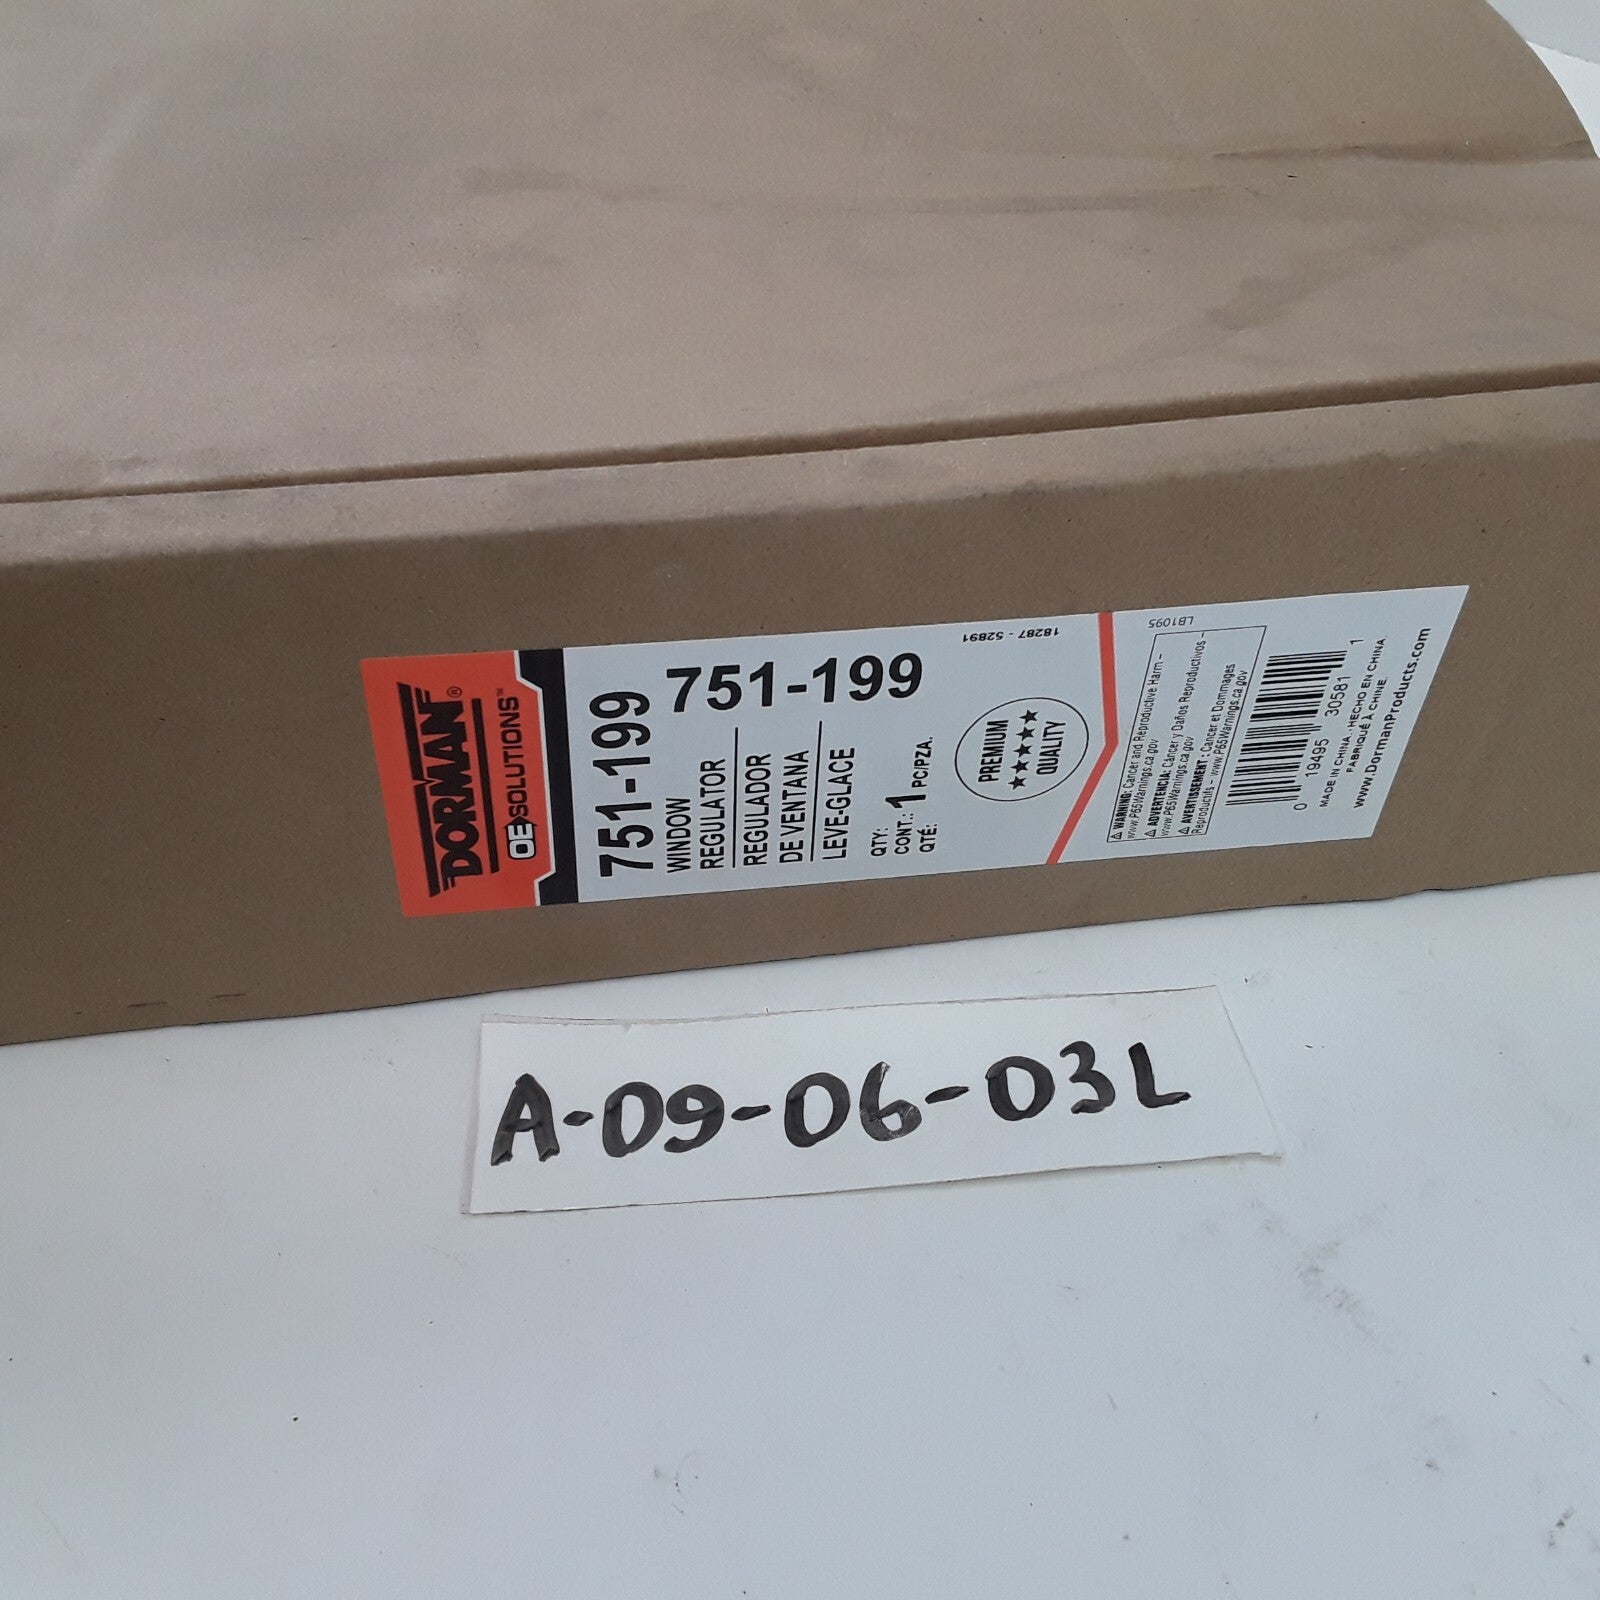 DORMAN®
OE SOLUTIONS™
751-199
751-199
WINDOW
REGULATOR
REGULADOR
DE VENTANA
LEVE-GLACE
QTY:
CONT.: 1 PC/PZA.
QTÉ:
PREMIUM
QUALITY
18287 - 52891
LB1095
⚠ WARNING: Cancer and Reproductive Harm –
www.P65Warnings.ca.gov
⚠ ADVERTENCIA: Cáncer y Daños Reproductivos –
www.P65Warnings.ca.gov
⚠ AVERTISSEMENT - Cancer et Dommages
Reproductifs – www.P65Warnings.ca.gov
0 19495 30581 1
MADE IN CHINA. HECHO EN CHINA
FABRIQUÉ À CHINE.
www.DormanProducts.com
A-09-06-03L